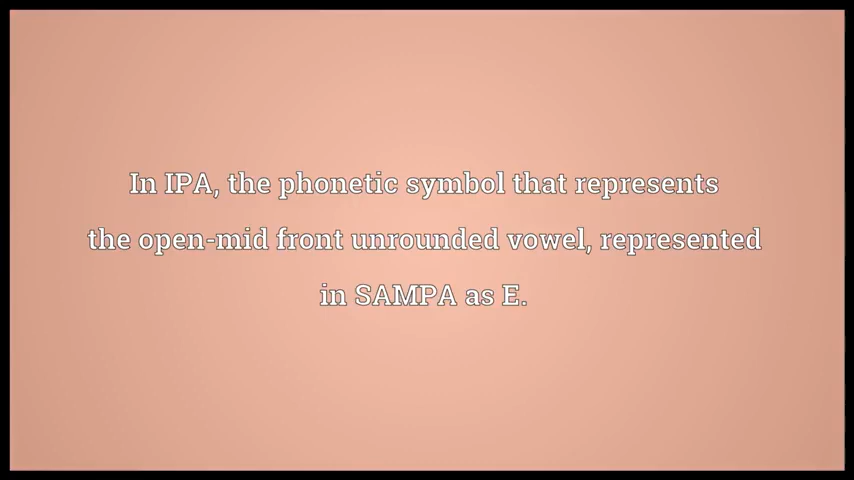 In IPA, the phonetic symbol that represents
the open-mid front unrounded vowel, represented
in SAMPA as E.